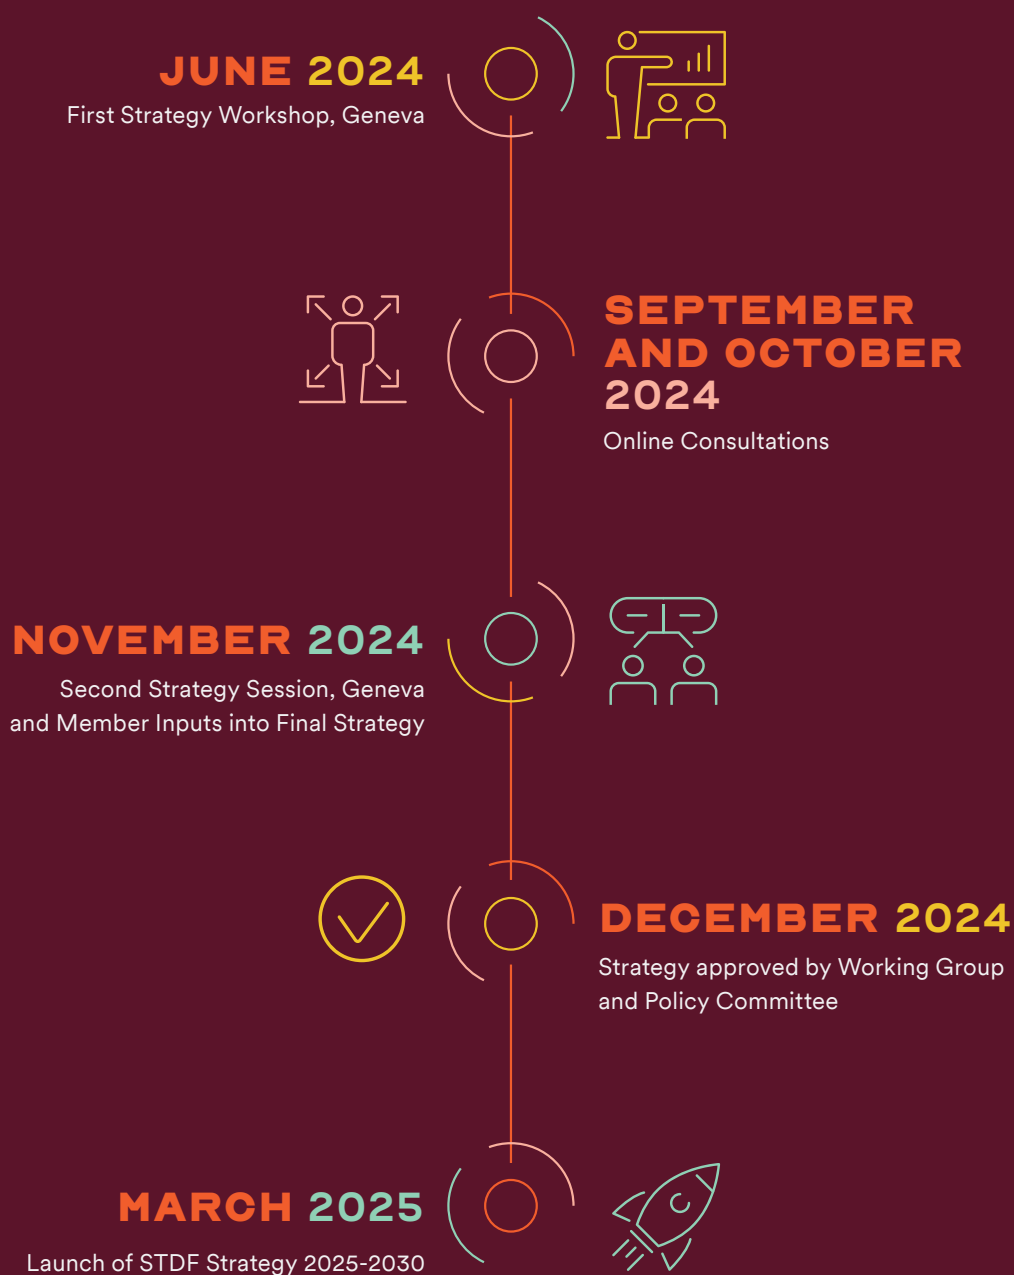 JUNE 2024
First Strategy Workshop, Geneva
SEPTEMBER
AND OCTOBER
2024
Online Consultations
NOVEMBER 2024
Second Strategy Session, Geneva
and Member Inputs into Final Strategy
DECEMBER 2024
Strategy approved by Working Group
and Policy Committee
MARCH 2025
Launch of STDF Strategy 2025-2030